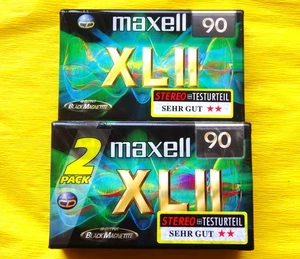 maxell 90
XLII
STEREO TESTURTEIL
SEHR GUT ★★
BLACK MAGNETITE
2 PACK
maxell 90
XLII
STEREO TESTURTEIL
SEHR GUT ★★
BLACK MAGNETITE